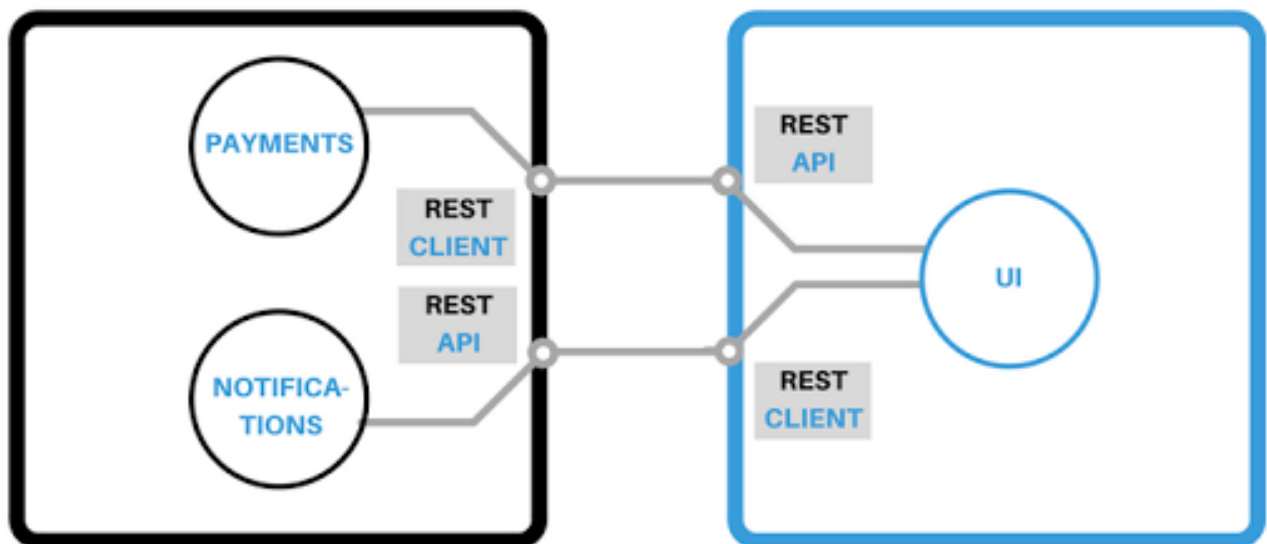 PAYMENTS
REST
CLIENT
REST
API
NOTIFICA-
TIONS
REST
API
UI
REST
CLIENT